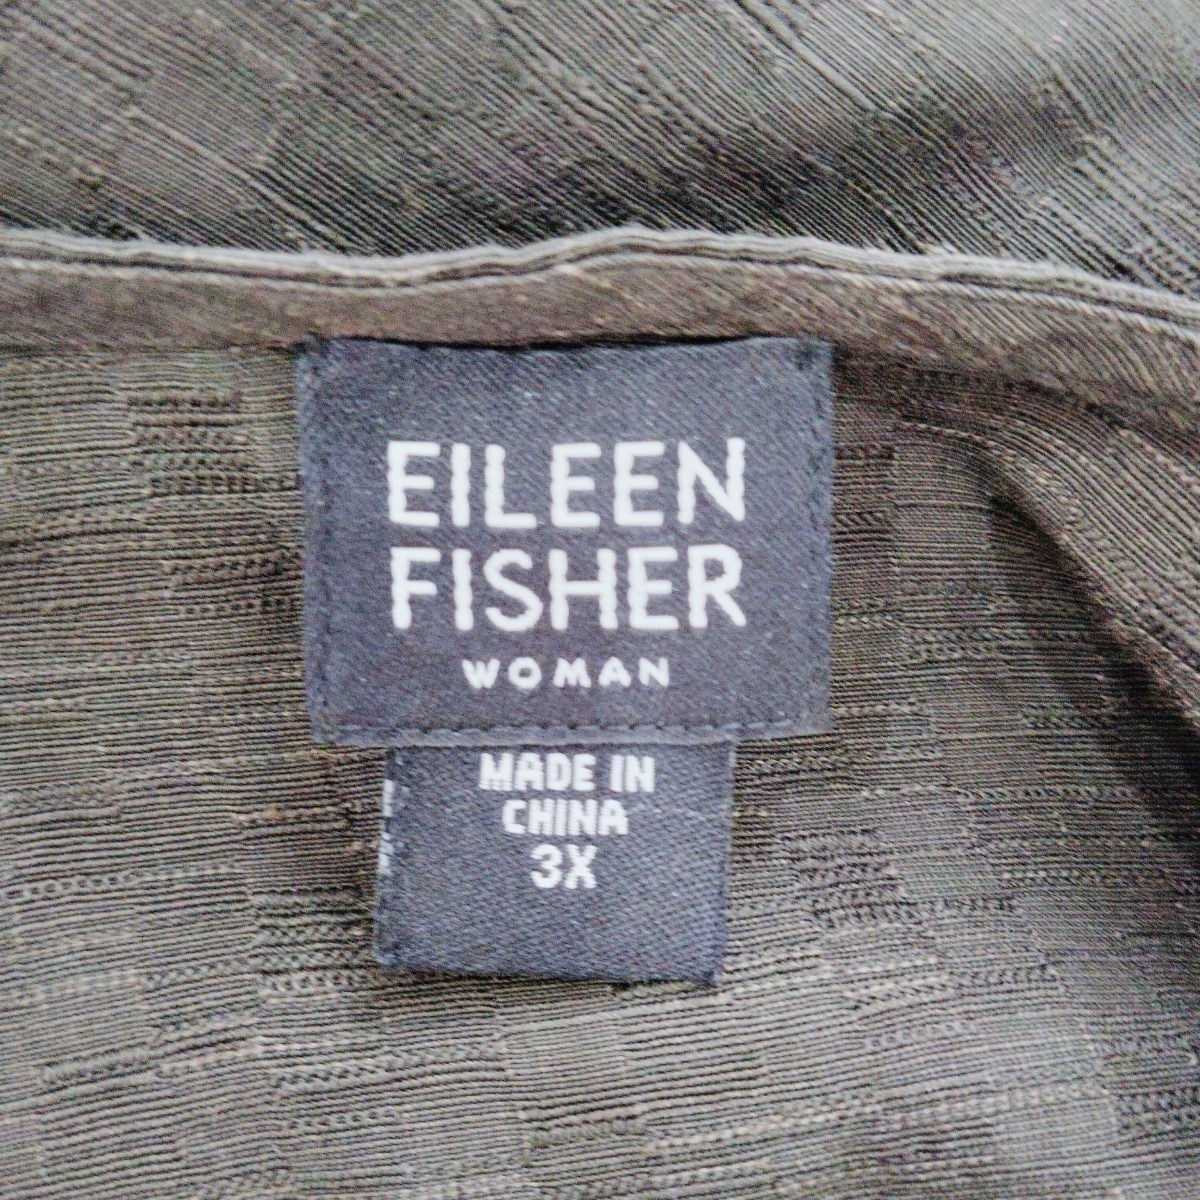 EILEEN
FISHER
WOMAN
MADE IN
CHINA
3X